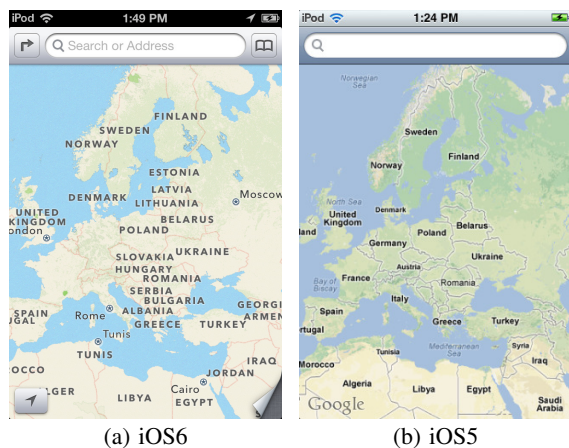 iPod 1:49 PM
Search or Address
FINLAND
SWEDEN
NORWAY
ESTONIA
LATVIA
DENMARK
LITHUANIA
Moscow
UNITED
KINGDOM
ondon
BELARUS
POLAND
UKRAINE
SLOVAKIA
HUNGARY
ROMANIA
SERBIA
BULGARIA
ALBANIA
GEORGI
ARMEN
SPAIN
UGAL
Rome
GREECE
TURKEY
Tunis
TUNIS
IRAQ
JORDAN
OCCO
LGER
LIBYA
Cairo
EGYPT
(a) iOS6
iPod 1:24 PM
Norwegian
Sea
Sweden
Norway
Finland
North Sea
United
Kingdom
Denmark
land
Germany
Poland
Belarus
Ukraine
Austria
France
Bay of
Biscay
Romania
Italy
Spain
rtugal
Greece
Turkey
Mediterranean
Sea
Syria
Iraq
Tunisia
Morocco
Algeria
Libya
Egypt
Saudi
Arabia
Google
(b) iOS5